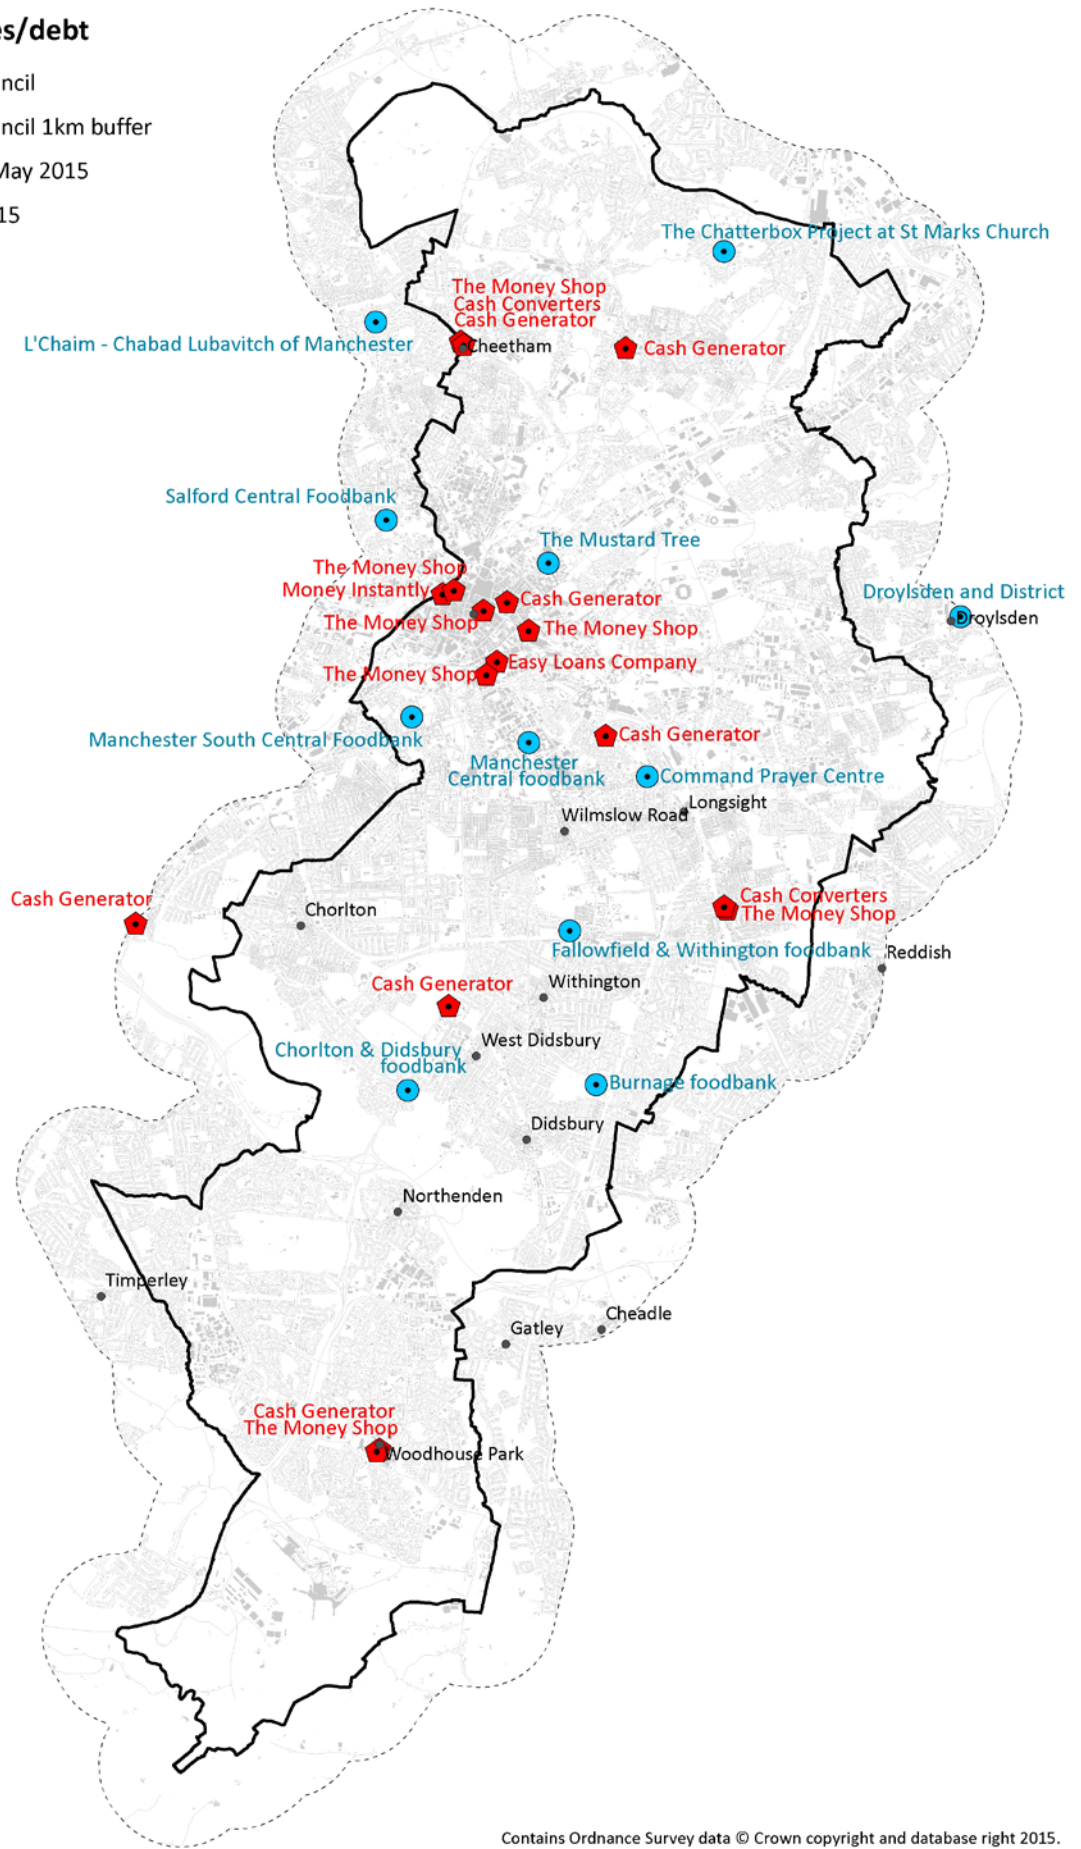 es/debt
ncil
ncil 1km buffer
May 2015
15
The Chatterbox Project at St Marks Church
The Money Shop
Cash Converters
Cash Generator
L'Chaim - Chabad Lubavitch of Manchester
Cheetham
Cash Generator
Salford Central Foodbank
The Mustard Tree
The Money Shop
Money Instantly
Cash Generator
Droylsden and District
Droylsden
The Money Shop
The Money Shop
Easy Loans Company
The Money Shop
Manchester South Central Foodbank
Cash Generator
Manchester
Central foodbank
Command Prayer Centre
Longsight
Wilmslow Road
Cash Generator
Cash Converters
The Money Shop
Chorlton
Fallowfield & Withington foodbank
Reddish
Cash Generator
Withington
West Didsbury
Chorlton & Didsbury
foodbank
Burnage foodbank
Didsbury
Northenden
Timperley
Cheadle
Gatley
Cash Generator
The Money Shop
Woodhouse Park
Contains Ordnance Survey data © Crown copyright and database right 2015.